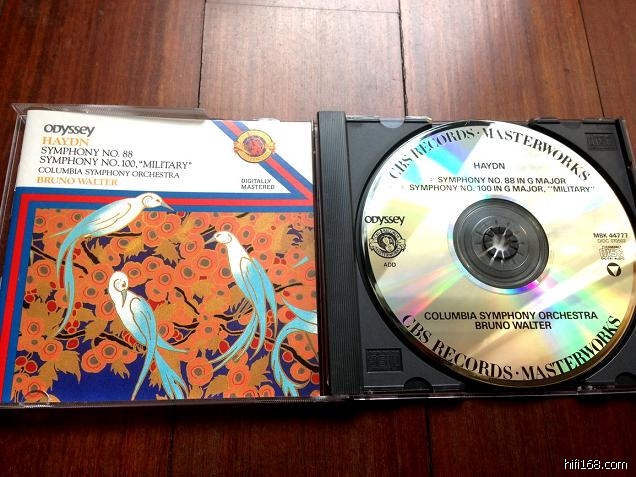 ODYSSEY
HAYDN
SYMPHONY NO. 88
SYMPHONY NO. 100, "MILITARY"
COLUMBIA SYMPHONY ORCHESTRA
BRUNO WALTER
DIGITALLY
MASTERED
CBS RECORDS · MASTERWORKS
HAYDN
SYMPHONY NO. 88 IN G MAJOR
SYMPHONY NO. 100 IN G MAJOR, "MILITARY"
ODYSSEY
ADD
MBK 44777
COLUMBIA SYMPHONY ORCHESTRA
BRUNO WALTER
CBS RECORDS · MASTERWORKS
hifi168.com